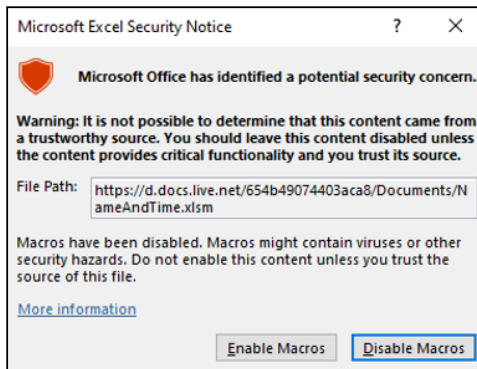 Microsoft Excel Security Notice ? X
Microsoft Office has identified a potential security concern.
Warning: It is not possible to determine that this content came from
a trustworthy source. You should leave this content disabled unless
the content provides critical functionality and you trust its source.
File Path: https://d.docs.live.net/654b49074403aca8/Documents/N
ameAndTime.xlsm
Macros have been disabled. Macros might contain viruses or other
security hazards. Do not enable this content unless you trust the
source of this file.
More information
Enable Macros Disable Macros